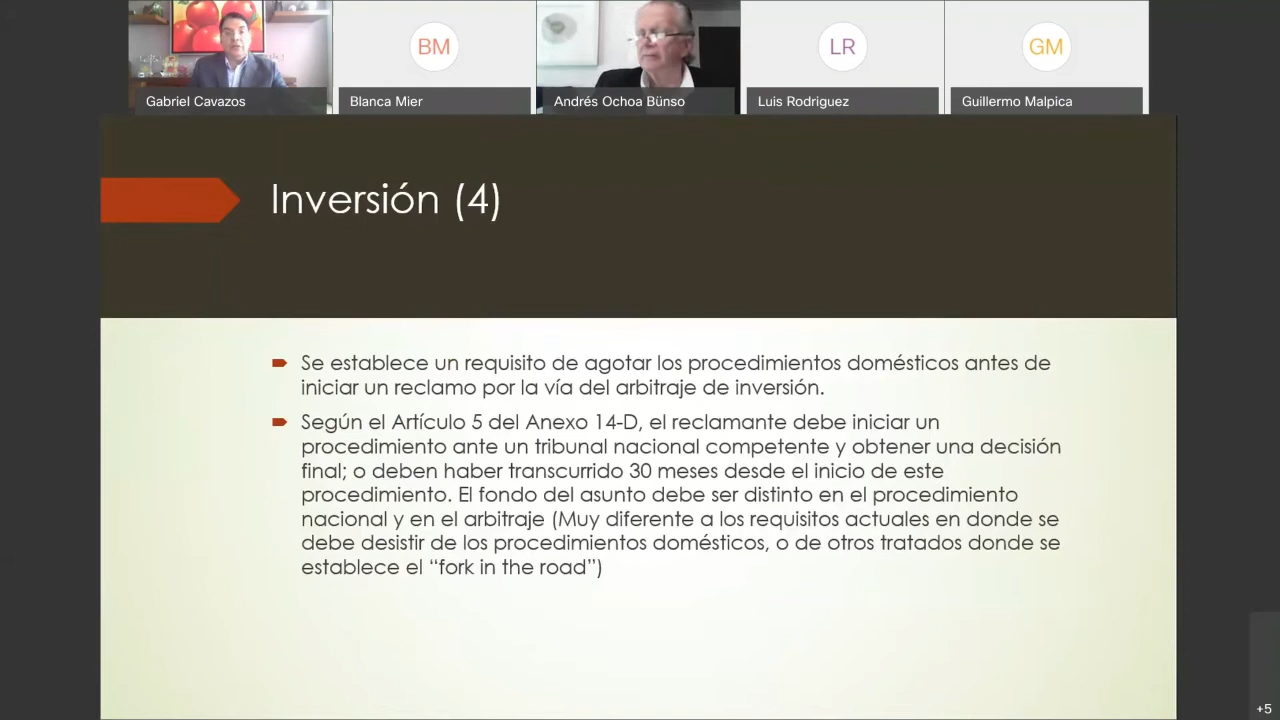 BM
LR
GM
Gabriel Cavazos
Blanca Mier
Andrés Ochoa Bünso
Luis Rodriguez
Guillermo Malpica
Inversión (4)
Se establece un requisito de agotar los procedimientos domésticos antes de
iniciar un reclamo por la vía del arbitraje de inversión.
Según el Artículo 5 del Anexo 14-D, el reclamante debe iniciar un
procedimiento ante un tribunal nacional competente y obtener una decisión
final; o deben haber transcurrido 30 meses desde el inicio de este
procedimiento. El fondo del asunto debe ser distinto en el procedimiento
nacional y en el arbitraje (Muy diferente a los requisitos actuales en donde se
debe desistir de los procedimientos domésticos, o de otros tratados donde se
establece el “fork in the road”)
+5